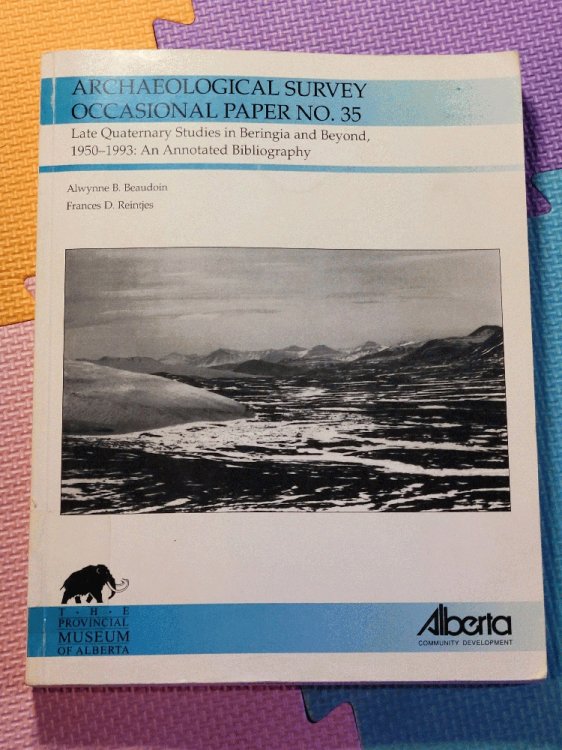 ARCHAEOLOGICAL SURVEY
OCCASIONAL PAPER NO. 35
Late Quaternary Studies in Beringia and Beyond,
1950–1993: An Annotated Bibliography
Alwynne B. Beaudoin
Frances D. Reintjes
T · H · E
PROVINCIAL
MUSEUM
OF ALBERTA
Alberta
COMMUNITY DEVELOPMENT